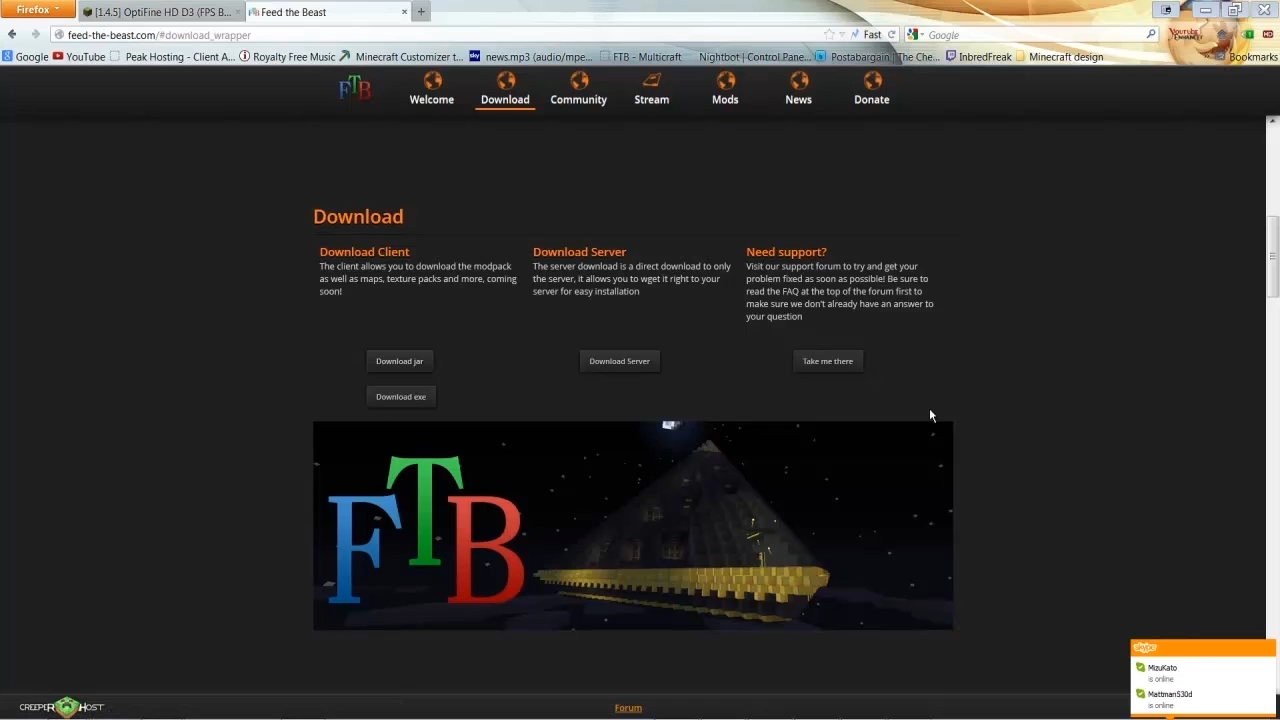 Firefox
[1.4.5] OptiFine HD D3 (FPS B...
Feed the Beast
feed-the-beast.com/#download_wrapper
Fast
Google
Google
YouTube
Peak Hosting - Client A...
Royalty Free Music
Minecraft Customizer t...
news.mp3 (audio/mpe...
FTB - Multicraft
Nightbot | Control Pane...
Postabargain | The Che...
InbredFreak
Minecraft design
Bookmarks
FTB
Welcome
Download
Community
Stream
Mods
News
Donate
Download
Download Client
The client allows you to download the modpack
as well as maps, texture packs and more, coming
soon!
Download Server
The server download is a direct download to only
the server, it allows you to wget it right to your
server for easy installation
Need support?
Visit our support forum to try and get your
problem fixed as soon as possible! Be sure to
read the FAQ at the top of the forum first to
make sure we don't already have an answer to
your question
Download jar
Download Server
Take me there
Download exe
FTB
skype
MizuKato
is online
Mattman530d
is online
CREEPER HOST
Forum